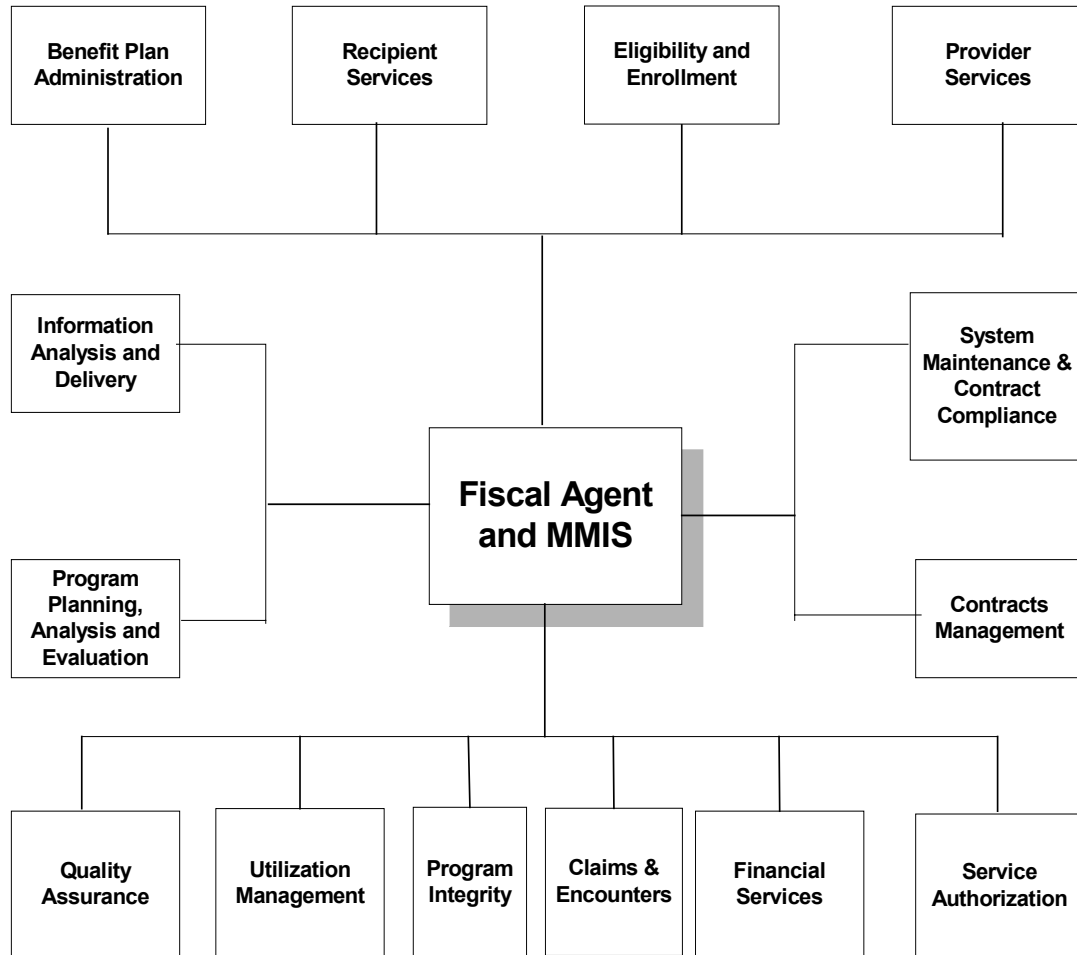 Benefit Plan
Administration
Recipient
Services
Eligibility and
Enrollment
Provider
Services
Information
Analysis and
Delivery
System
Maintenance &
Contract
Compliance
Fiscal Agent
and MMIS
Program
Planning,
Analysis and
Evaluation
Contracts
Management
Quality
Assurance
Utilization
Management
Program
Integrity
Claims &
Encounters
Financial
Services
Service
Authorization